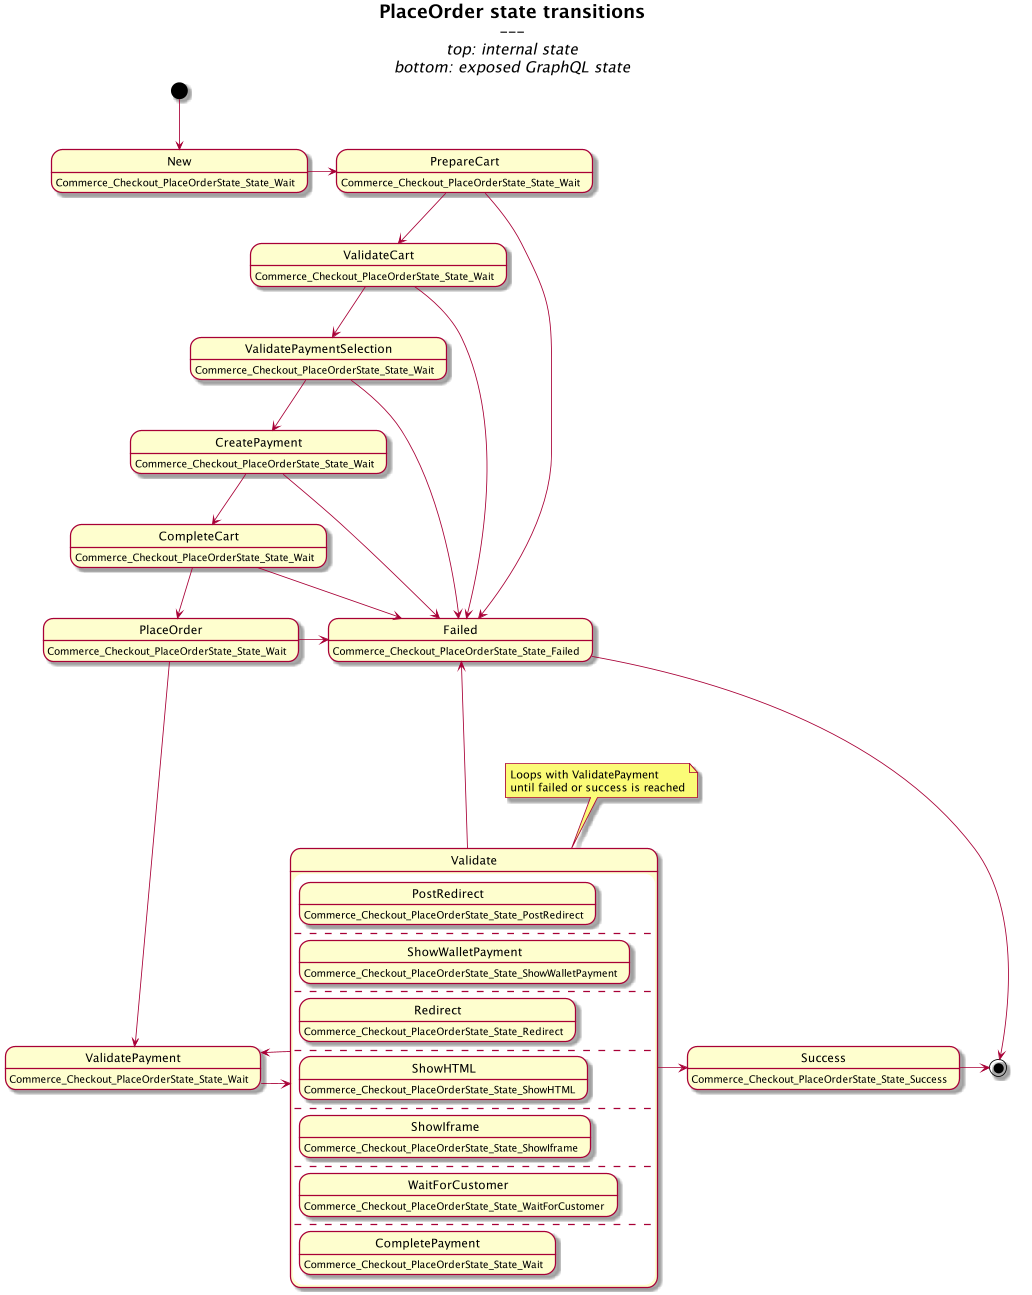 PlaceOrder state transitions
---
top: internal state
bottom: exposed GraphQL state
New
Commerce_Checkout_PlaceOrderState_State_Wait
PrepareCart
Commerce_Checkout_PlaceOrderState_State_Wait
ValidateCart
Commerce_Checkout_PlaceOrderState_State_Wait
ValidatePaymentSelection
Commerce_Checkout_PlaceOrderState_State_Wait
CreatePayment
Commerce_Checkout_PlaceOrderState_State_Wait
CompleteCart
Commerce_Checkout_PlaceOrderState_State_Wait
PlaceOrder
Commerce_Checkout_PlaceOrderState_State_Wait
Failed
Commerce_Checkout_PlaceOrderState_State_Failed
Loops with ValidatePayment
until failed or success is reached
Validate
PostRedirect
Commerce_Checkout_PlaceOrderState_State_PostRedirect
ShowWalletPayment
Commerce_Checkout_PlaceOrderState_State_ShowWalletPayment
Redirect
Commerce_Checkout_PlaceOrderState_State_Redirect
ValidatePayment
Commerce_Checkout_PlaceOrderState_State_Wait
ShowHTML
Commerce_Checkout_PlaceOrderState_State_ShowHTML
Success
Commerce_Checkout_PlaceOrderState_State_Success
ShowIframe
Commerce_Checkout_PlaceOrderState_State_ShowIframe
WaitForCustomer
Commerce_Checkout_PlaceOrderState_State_WaitForCustomer
CompletePayment
Commerce_Checkout_PlaceOrderState_State_Wait